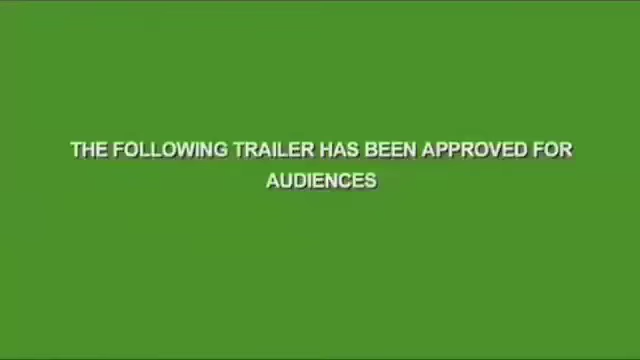 THE FOLLOWING TRAILER HAS BEEN APPROVED FOR
AUDIENCES